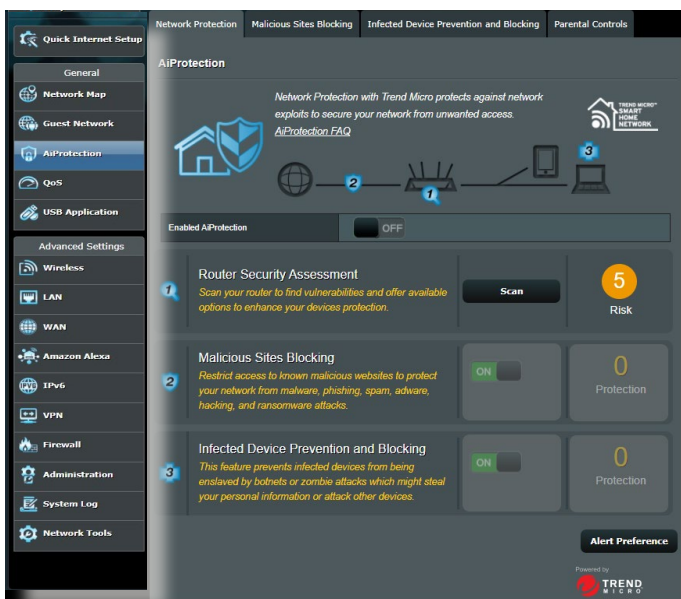 Quick Internet Setup
General
Network Map
Guest Network
AiProtection
QoS
USB Application
Advanced Settings
Wireless
LAN
WAN
Amazon Alexa
IPv6
VPN
Firewall
Administration
System Log
Network Tools
Network Protection Malicious Sites Blocking Infected Device Prevention and Blocking Parental Controls
AiProtection
Network Protection with Trend Micro protects against network
exploits to secure your network from unwanted access.
AiProtection FAQ
TREND MICRO™
SMART
HOME
NETWORK
2
1
3
Enabled AiProtection OFF
1
Router Security Assessment
Scan your router to find vulnerabilities and offer available
options to enhance your devices protection.
Scan
5
Risk
2
Malicious Sites Blocking
Restrict access to known malicious websites to protect
your network from malware, phishing, spam, adware,
hacking, and ransomware attacks.
ON
0
Protection
3
Infected Device Prevention and Blocking
This feature prevents infected devices from being
enslaved by botnets or zombie attacks which might steal
your personal information or attack other devices.
ON
0
Protection
Alert Preference
Powered by
TREND
MICRO